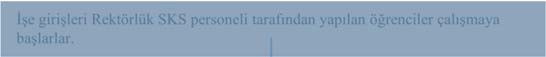 İşe girişleri Rektörlük SKS personeli tarafından yapılan öğrenciler çalışmaya
başlarlar.